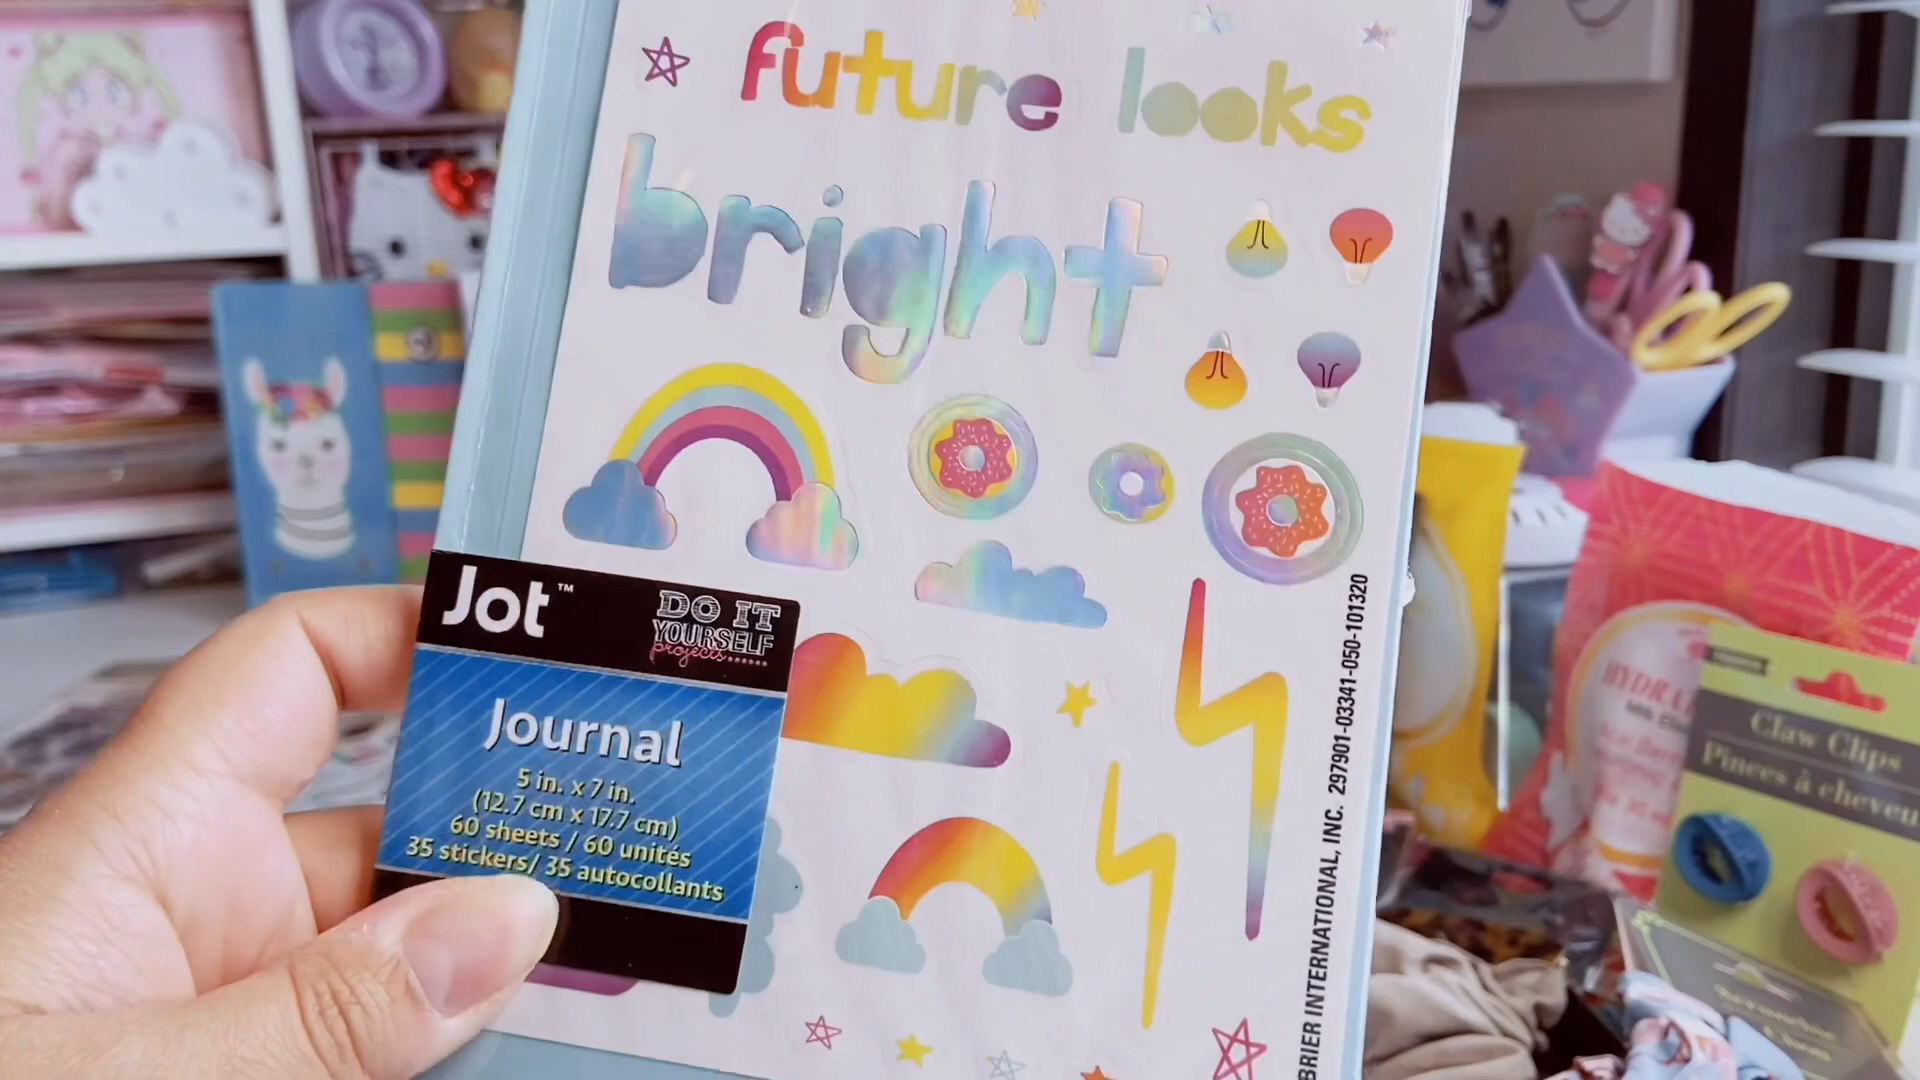 future looks
bright
Jot™
DO IT
YOURSELF
projects......
Journal
5 in. x 7 in.
(12.7 cm x 17.7 cm)
60 sheets / 60 unités
35 stickers/ 35 autocollants
BRIER INTERNATIONAL, INC. 297901-03341-050-101320
Claw Clips
Pinces à cheveu